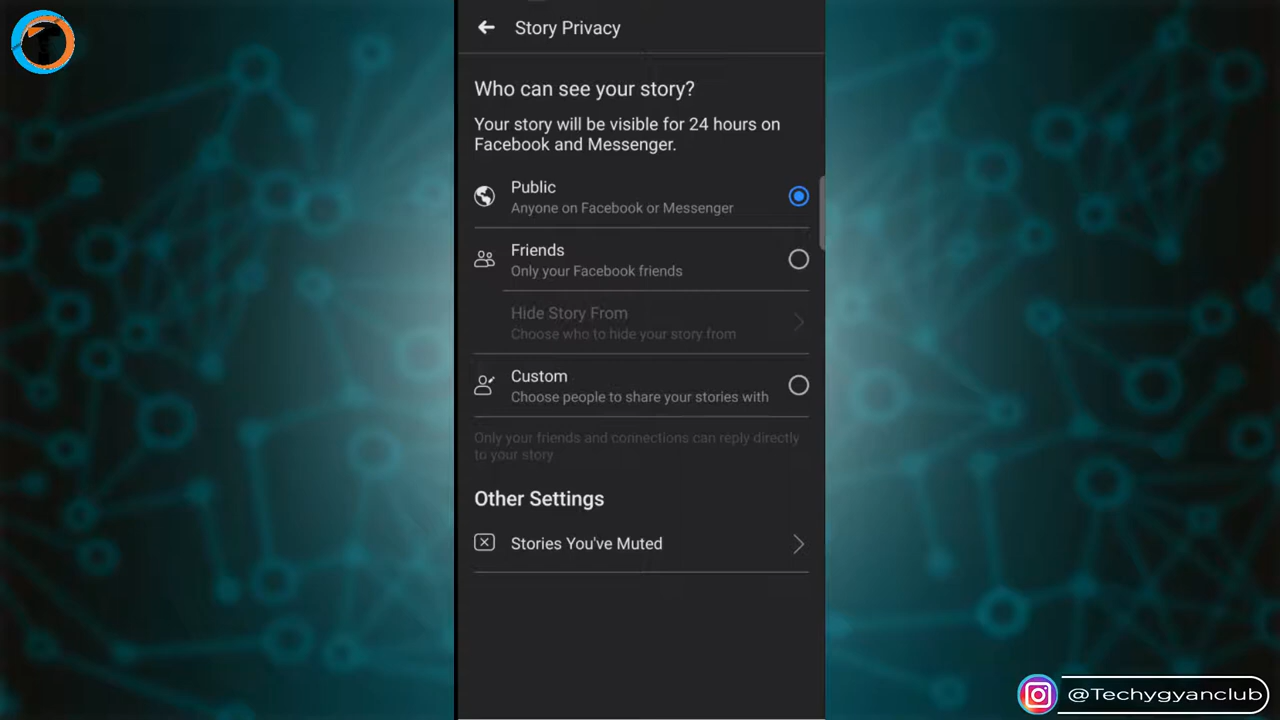 Story Privacy
Who can see your story?
Your story will be visible for 24 hours on
Facebook and Messenger.
Public
Anyone on Facebook or Messenger
Friends
Only your Facebook friends
Hide Story From
Choose who to hide your story from
Custom
Choose people to share your stories with
Only your friends and connections can reply directly
to your story
Other Settings
Stories You've Muted
@Techygyanclub